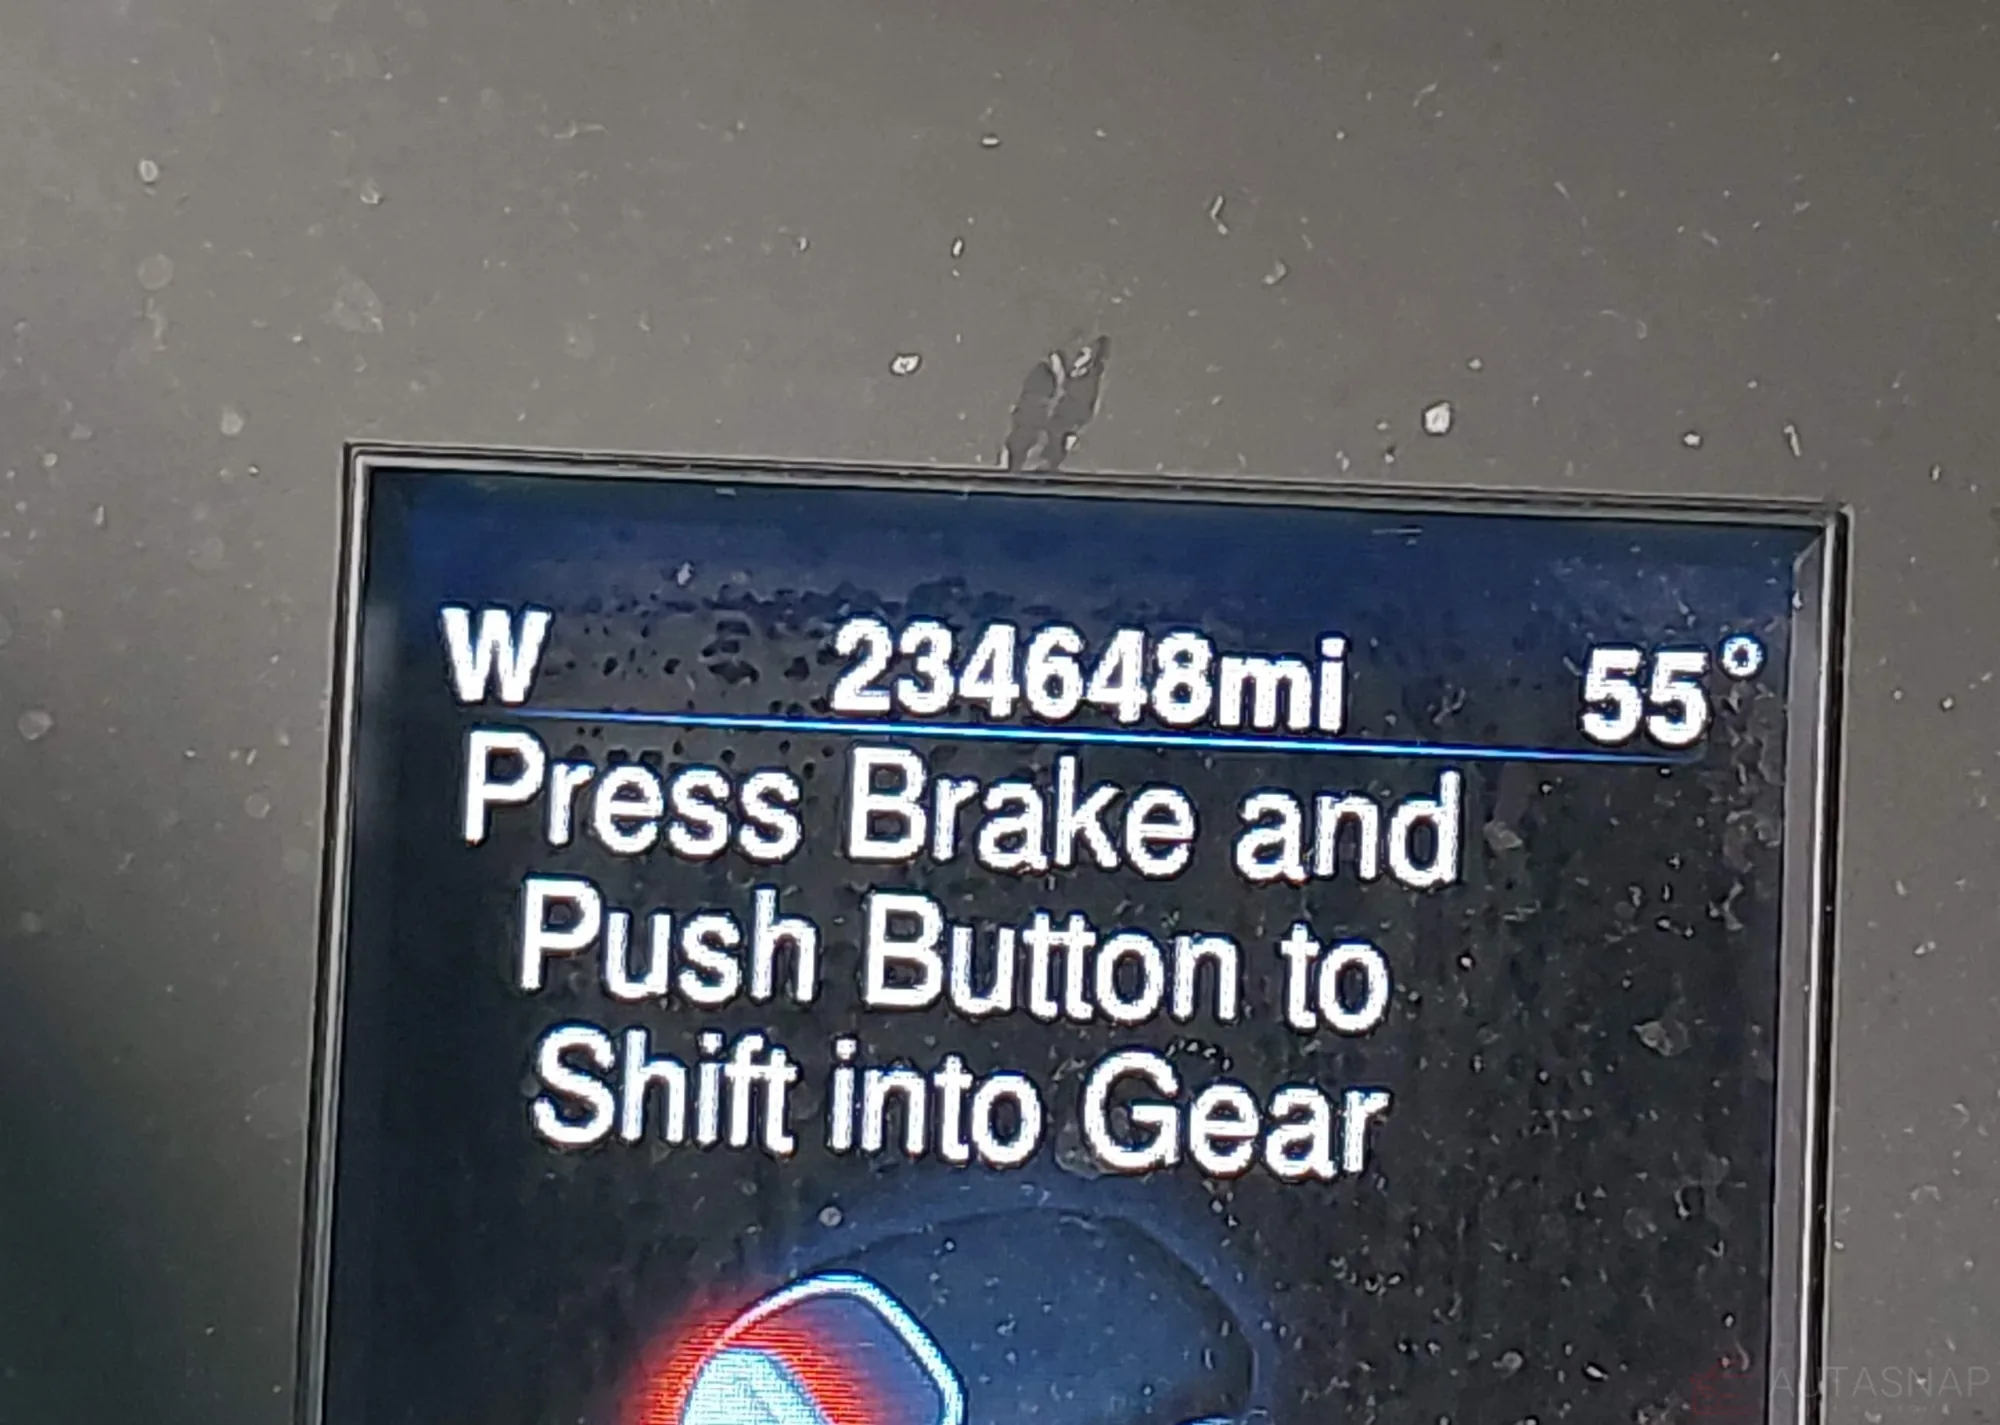 W 234648mi 55°
Press Brake and
Push Button to
Shift into Gear
AUTASNAP